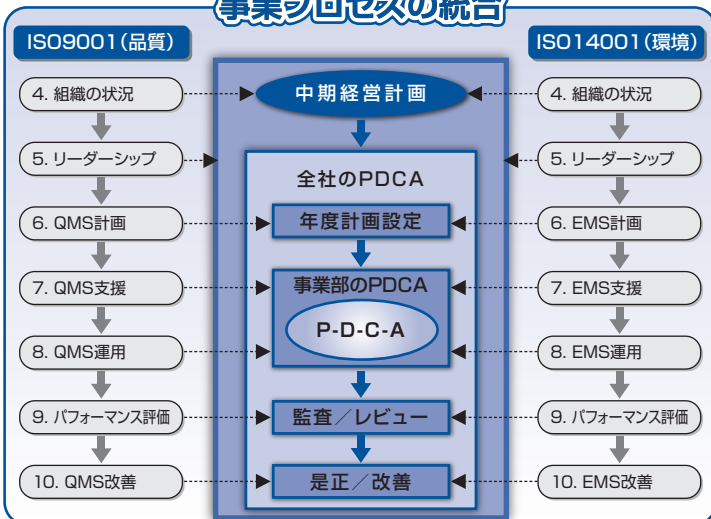 事業プロセスの統合
ISO9001（品質）
4. 組織の状況
5. リーダーシップ
6. QMS計画
7. QMS支援
8. QMS運用
9. パフォーマンス評価
10. QMS改善
中期経営計画
全社のPDCA
年度計画設定
事業部のPDCA
P-D-C-A
監査／レビュー
是正／改善
ISO14001（環境）
4. 組織の状況
5. リーダーシップ
6. EMS計画
7. EMS支援
8. EMS運用
9. パフォーマンス評価
10. EMS改善